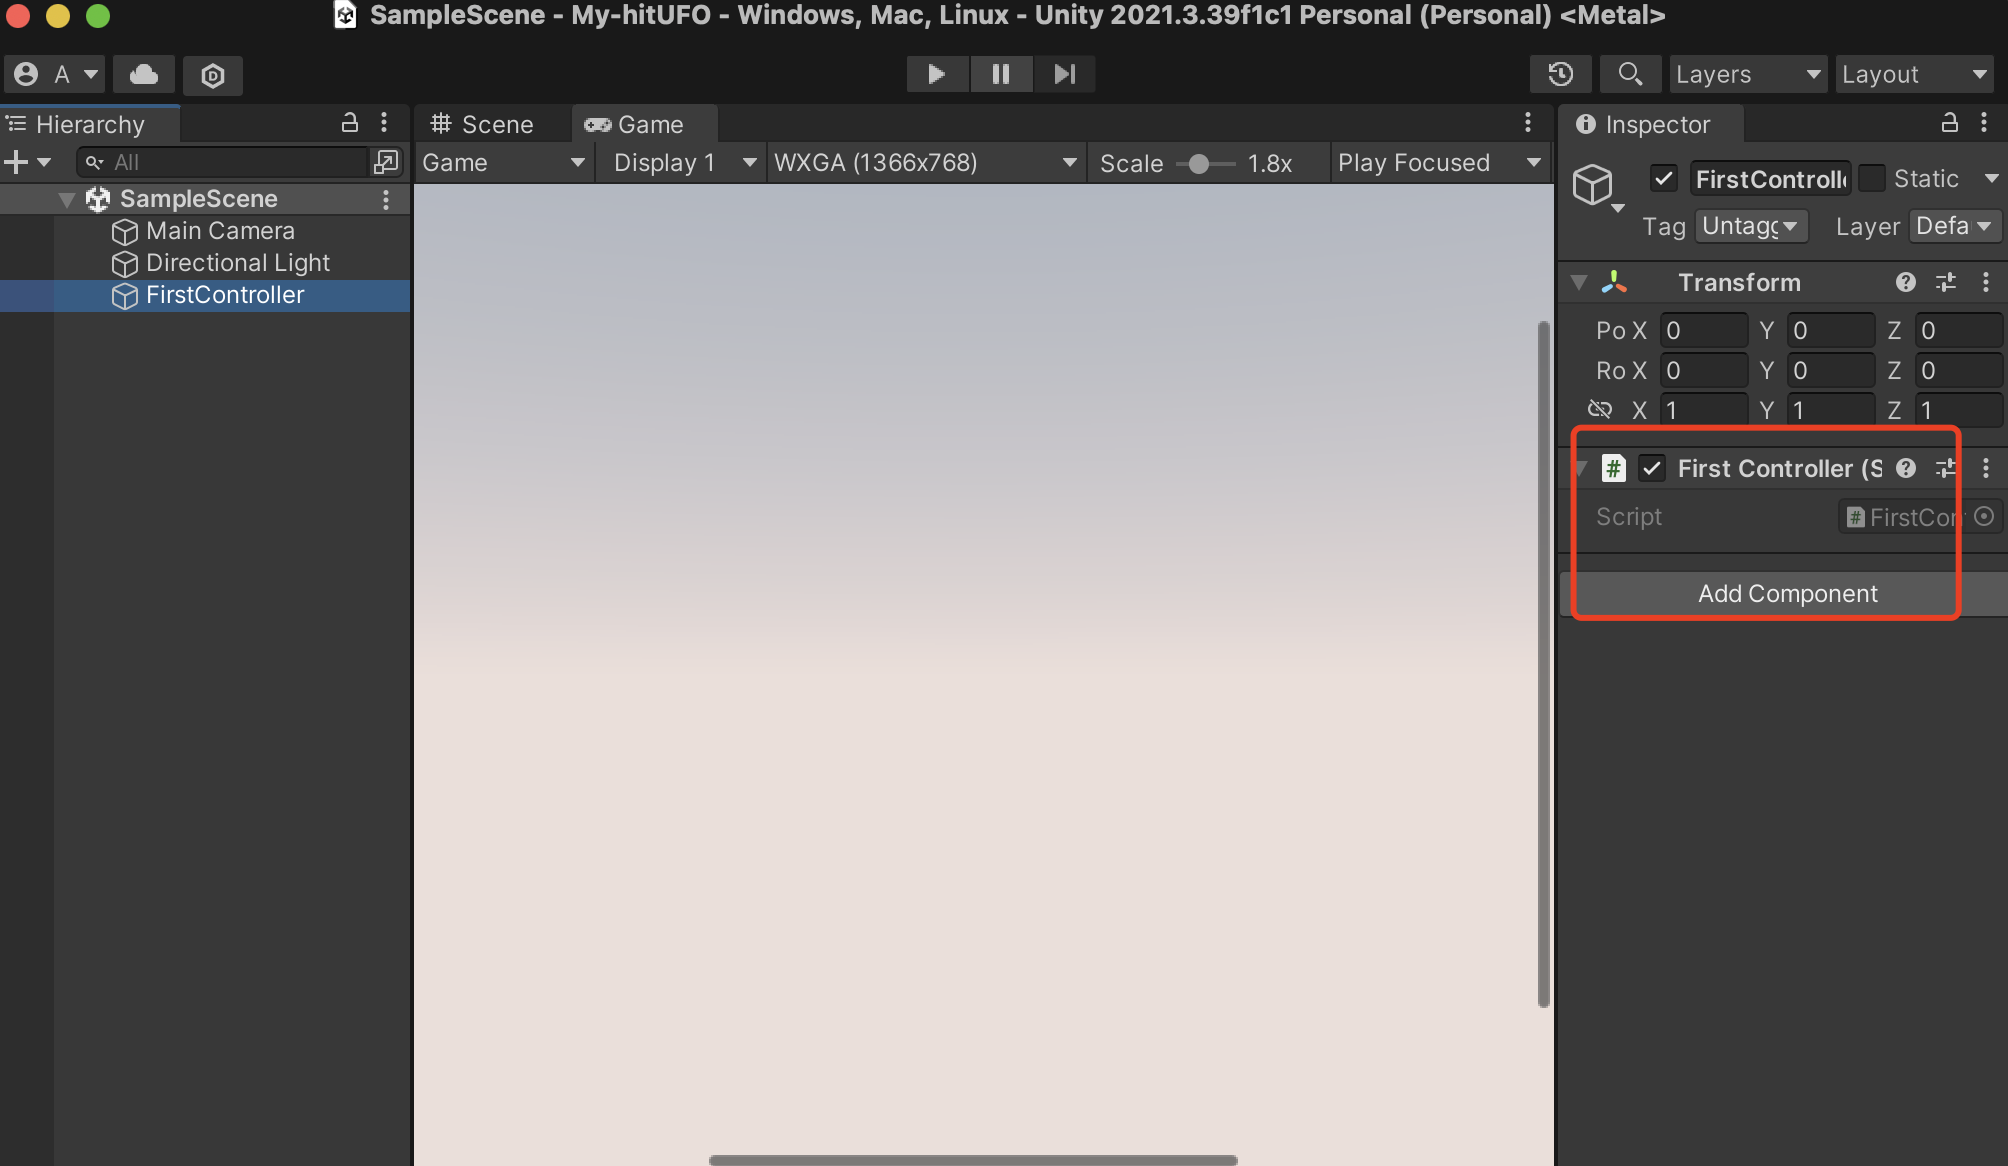 SampleScene - My-hitUFO - Windows, Mac, Linux - Unity 2021.3.39f1c1 Personal (Personal) <Metal>
A Layers Layout
Hierarchy
All
SampleScene
Main Camera
Directional Light
FirstController
Scene Game
Game Display 1 WXGA (1366x768) Scale 1.8x Play Focused
Inspector
FirstControlle Static
Tag Untagg Layer Defa
Transform
Po X 0 Y 0 Z 0
Ro X 0 Y 0 Z 0
X 1 Y 1 Z 1
# First Controller (S
Script # FirstCon
Add Component